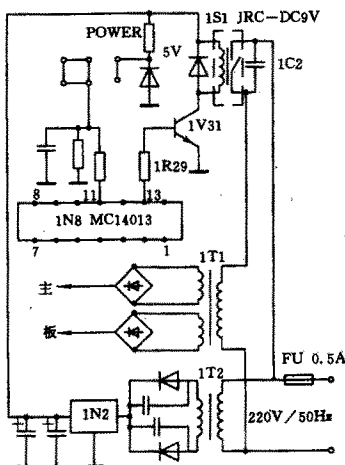 1S1 JRC-DC9V
POWER
5V
1C2
1V31
1R29
8 11 13
1N8 MC14013
7 1
1T1
主
板
FU 0.5A
1T2
1N2
220V/50Hz
+ +